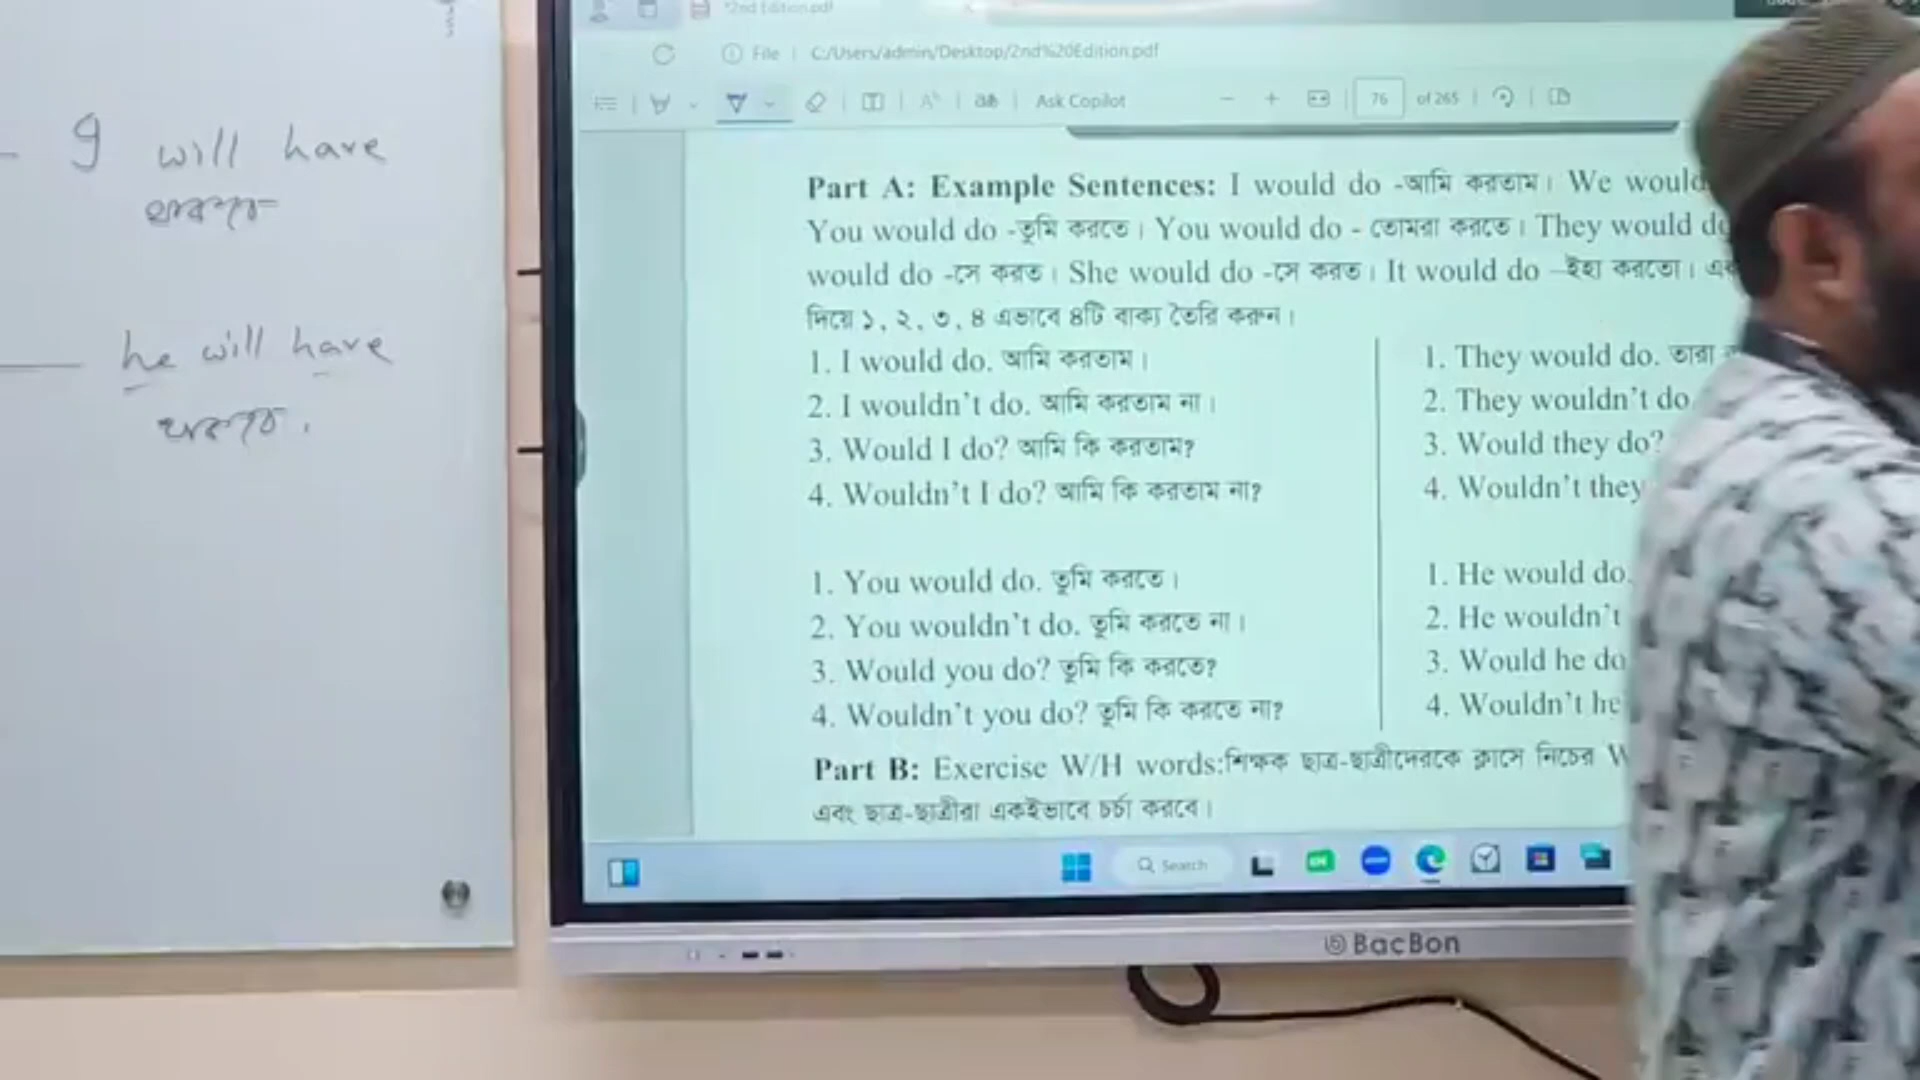 I will have
he will have
*2nd Edition.pdf
File | C:/Users/admin/Desktop/2nd%20Edition.pdf
Ask Copilot 76 of 265
Part A: Example Sentences: I would do -আমি করতাম। We would
You would do -তুমি করতে। You would do - তোমরা করতে। They would do
would do -সে করত। She would do -সে করত। It would do –ইহা করতো।
দিয়ে ১, ২, ৩, ৪ এভাবে ৪টি বাক্য তৈরি করুন।
1. I would do. আমি করতাম।
2. I wouldn't do. আমি করতাম না।
3. Would I do? আমি কি করতাম?
4. Wouldn't I do? আমি কি করতাম না?
1. They would do. তারা
2. They wouldn't do
3. Would they do?
4. Wouldn't they
1. You would do. তুমি করতে।
2. You wouldn't do. তুমি করতে না।
3. Would you do? তুমি কি করতে?
4. Wouldn't you do? তুমি কি করতে না?
1. He would do.
2. He wouldn't
3. Would he do
4. Wouldn't he
Part B: Exercise W/H words:শিক্ষক ছাত্র-ছাত্রীদেরকে ক্লাসে নিচের W
এবং ছাত্র-ছাত্রীরা একইভাবে চর্চা করবে।
Search
BacBon